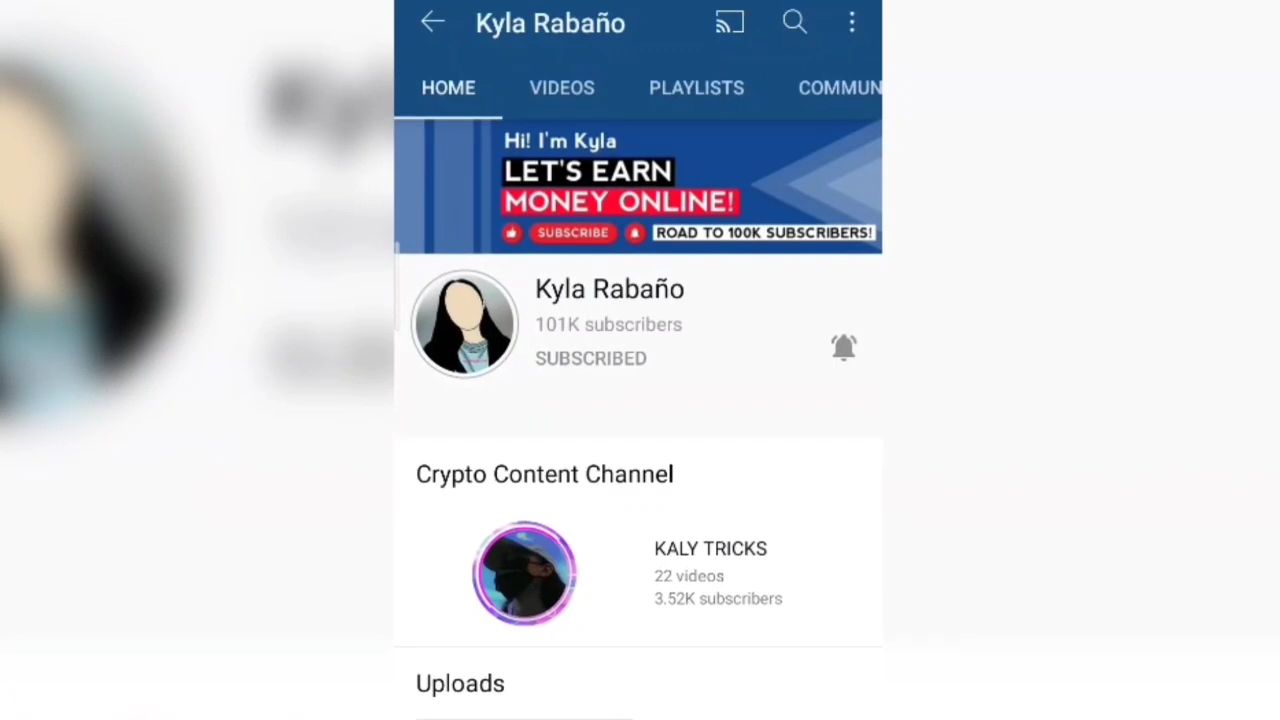 Kyla Rabaño
HOME VIDEOS PLAYLISTS COMMUN
Hi! I'm Kyla
LET'S EARN
MONEY ONLINE!
SUBSCRIBE ROAD TO 100K SUBSCRIBERS!
Kyla Rabaño
101K subscribers
SUBSCRIBED
Crypto Content Channel
KALY TRICKS
22 videos
3.52K subscribers
Uploads